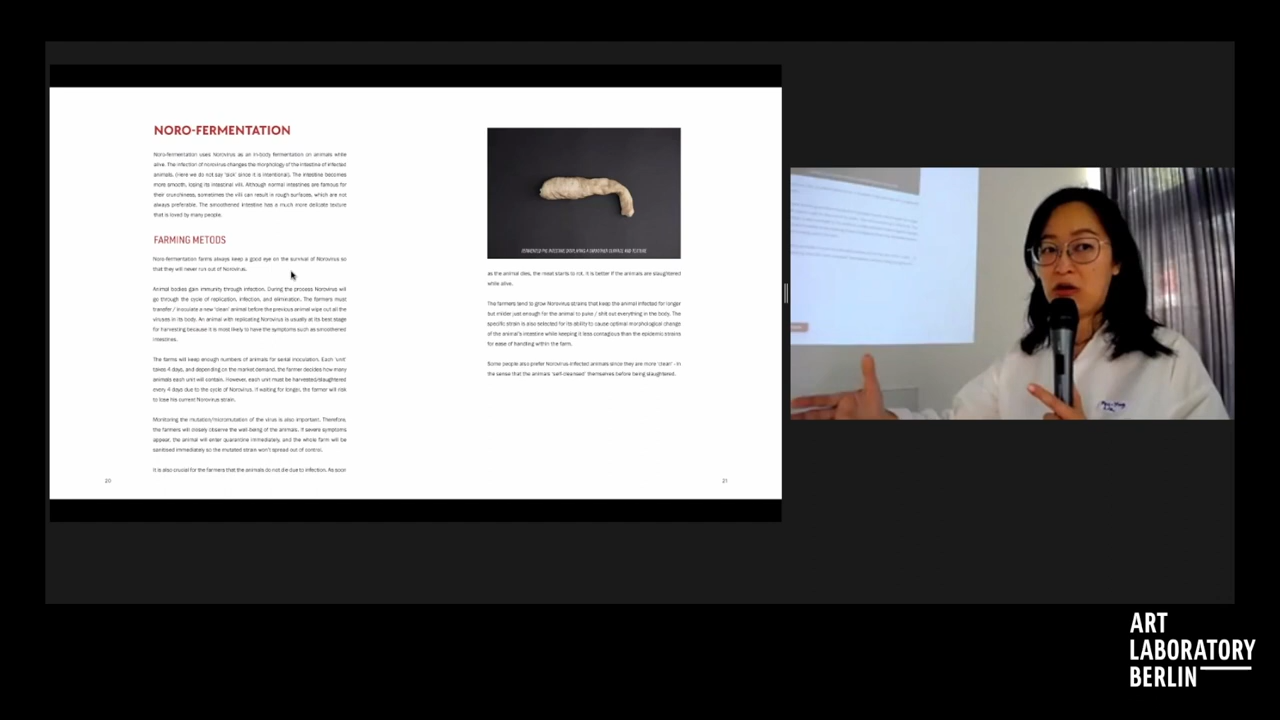 NORO-FERMENTATION
Noro-fermentation uses Norovirus as an in-body fermentation on animals while
alive. The infection of norovirus changes the morphology of the intestine of infected
animals. (Here we do not say 'sick' since it is intentional). The intestine becomes
more smooth, losing its intestinal villi. Although normal intestines are famous for
their crunchiness, sometimes the villi can result in rough surfaces, which are not
always preferable. The smoothened intestine has a much more delicate texture
that is loved by many people.
FARMING METODS
Noro-fermentation farms always keep a good eye on the survival of Norovirus so
that they will never run out of Norovirus.
Animal bodies gain immunity through infection. During the process Norovirus will
go through the cycle of replication, infection, and elimination. The farmers must
transfer / inoculate a new 'clean' animal before the previous animal wipe out all the
viruses in its body. An animal with replicating Norovirus is usually at its best stage
for harvesting because it is most likely to have the symptoms such as smoothened
intestines.
The farms will keep enough numbers of animals for serial inoculation. Each 'unit'
takes 4 days, and depending on the market demand, the farmer decides how many
animals each unit will contain. However, each unit must be harvested/slaughtered
every 4 days due to the cycle of Norovirus. If waiting for longer, the farmer will risk
to lose his current Norovirus strain.
Monitoring the mutation/micromutation of the virus is also important. Therefore,
the farmers will closely observe the well-being of the animals. If severe symptoms
appear, the animal will enter quarantine immediately, and the whole farm will be
sanitised immediately so the mutated strain won't spread out of control.
It is also crucial for the farmers that the animals do not die due to infection. As soon
20
FERMENTED PIG INTESTINE DISPLAYING A SMOOTHER SURFACE AND TEXTURE
as the animal dies, the meat starts to rot. It is better if the animals are slaughtered
while alive.
The farmers tend to grow Norovirus strains that keep the animal infected for longer
but milder just enough for the animal to puke / shit out everything in the body. The
specific strain is also selected for its ability to cause optimal morphological change
of the animal's intestine while keeping it less contagious than the epidemic strains
for ease of handling within the farm.
Some people also prefer Norovirus-infected animals since they are more 'clean' - in
the sense that the animals 'self-cleansed' themselves before being slaughtered.
21
ART
LABORATORY
BERLIN